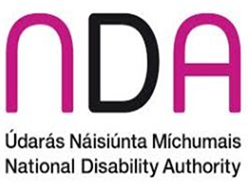 NDA
Údarás Náisiúnta Míchumais
National Disability Authority